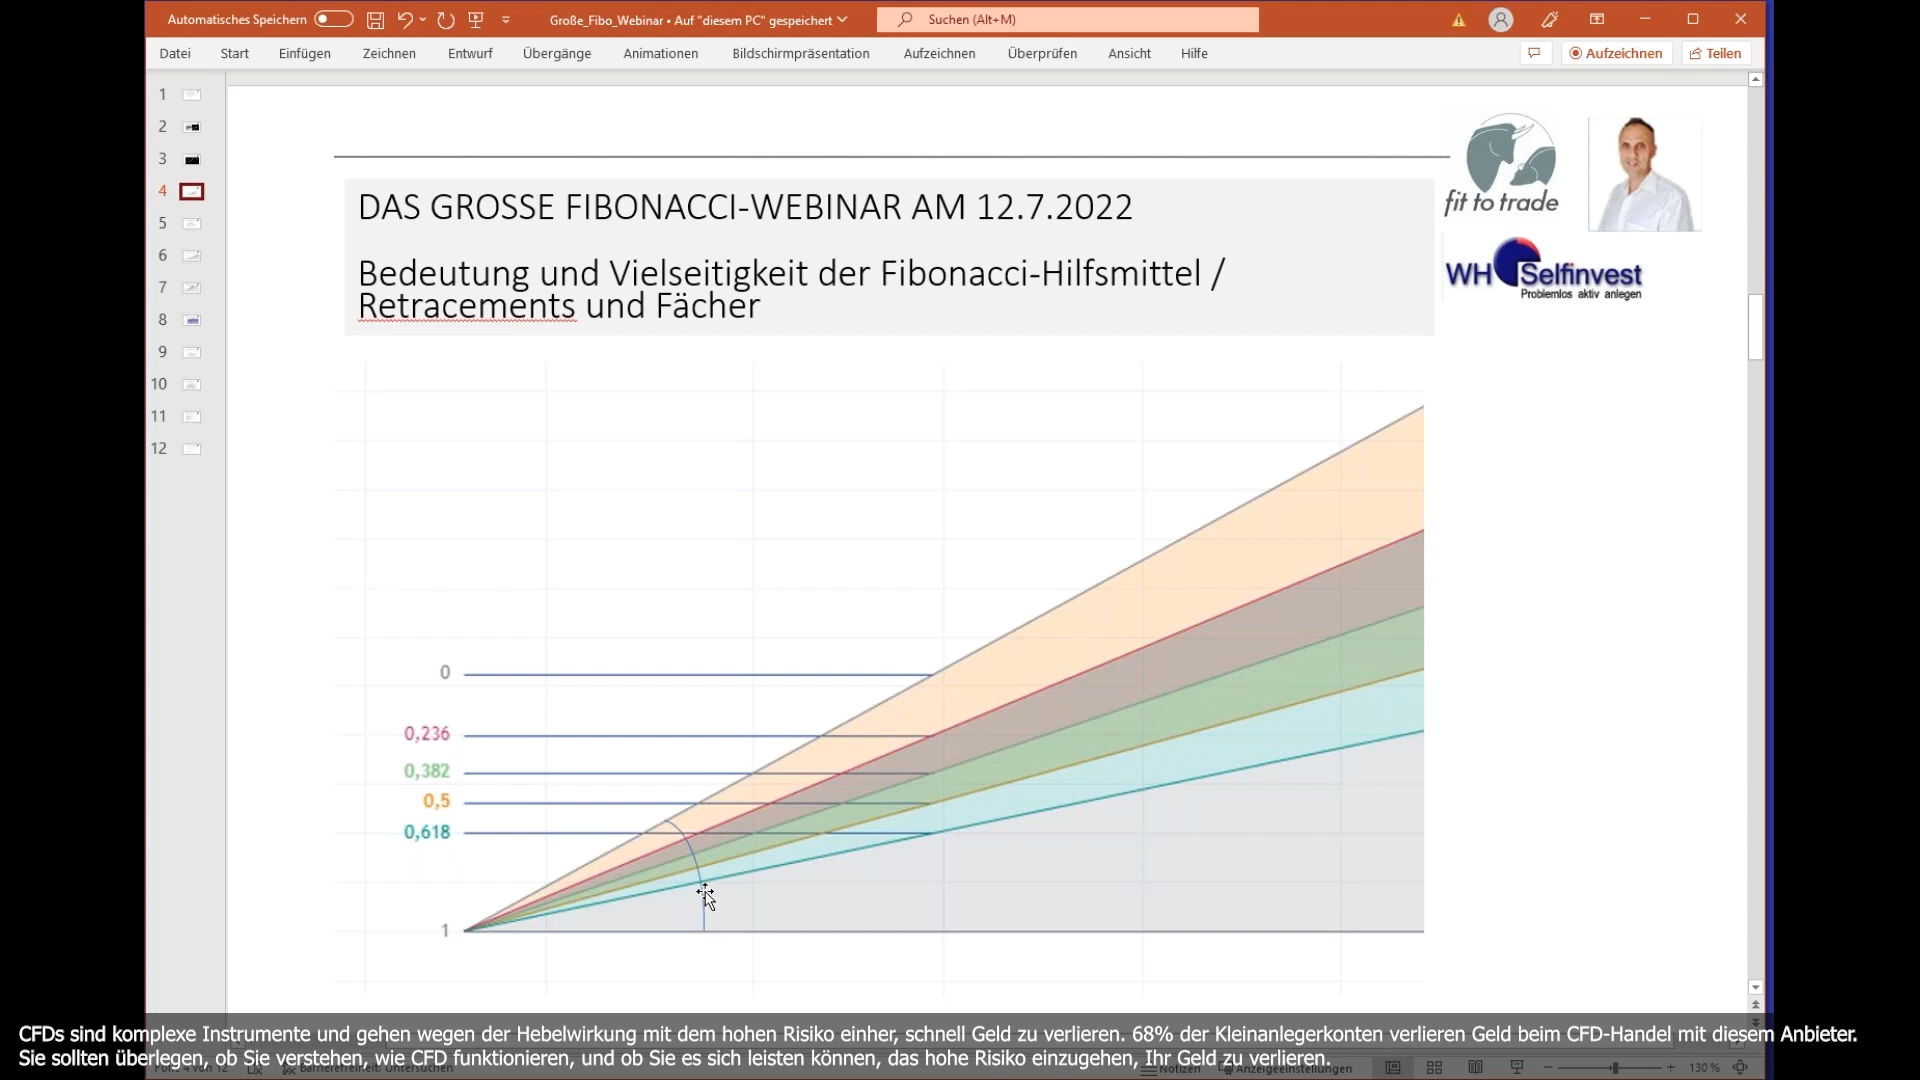 Automatisches Speichern
Große_Fibo_Webinar • Auf "diesem PC" gespeichert
Suchen (Alt+M)
Datei Start Einfügen Zeichnen Entwurf Übergänge Animationen Bildschirmpräsentation Aufzeichnen Überprüfen Ansicht Hilfe
Aufzeichnen
Teilen
1
2
3
4
5
6
7
8
9
10
11
12
DAS GROSSE FIBONACCI-WEBINAR AM 12.7.2022
Bedeutung und Vielseitigkeit der Fibonacci-Hilfsmittel /
Retracements und Fächer
fit to trade
WH Selfinvest
Problemlos aktiv anlegen
0
0,236
0,382
0,5
0,618
1
CFDs sind komplexe Instrumente und gehen wegen der Hebelwirkung mit dem hohen Risiko einher, schnell Geld zu verlieren. 68% der Kleinanlegerkonten verlieren Geld beim CFD-Handel mit diesem Anbieter.
Sie sollten überlegen, ob Sie verstehen, wie CFD funktionieren, und ob Sie es sich leisten können, das hohe Risiko einzugehen, Ihr Geld zu verlieren.
Notizen Anzeigeeinstellungen 130 %